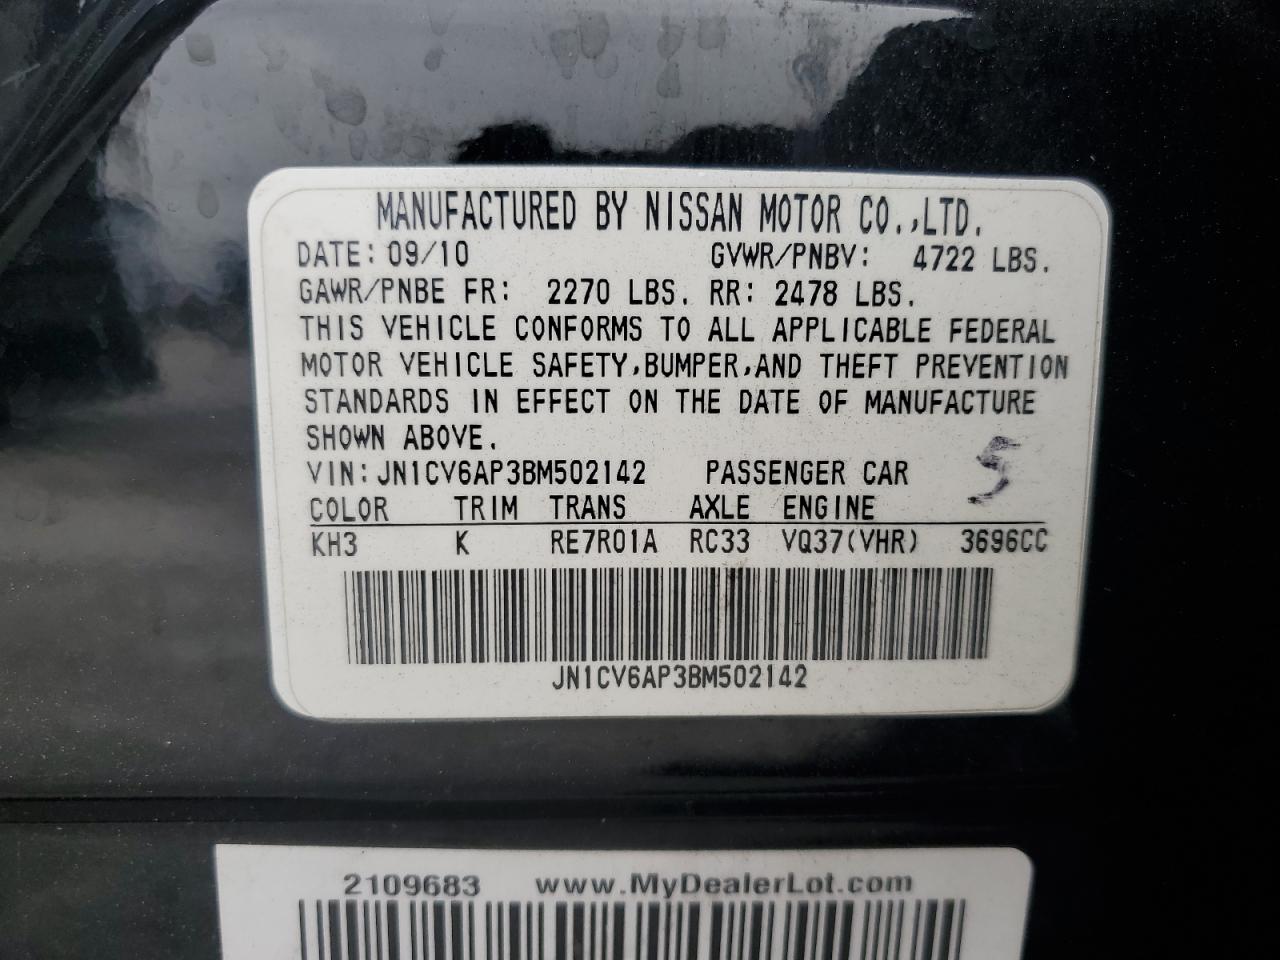 MANUFACTURED BY NISSAN MOTOR CO.,LTD.
DATE: 09/10 GVWR/PNBV: 4722 LBS.
GAWR/PNBE FR: 2270 LBS. RR: 2478 LBS.
THIS VEHICLE CONFORMS TO ALL APPLICABLE FEDERAL
MOTOR VEHICLE SAFETY,BUMPER,AND THEFT PREVENTION
STANDARDS IN EFFECT ON THE DATE OF MANUFACTURE
SHOWN ABOVE.
5
VIN:JN1CV6AP3BM502142 PASSENGER CAR
COLOR TRIM TRANS AXLE ENGINE
KH3 K RE7R01A RC33 VQ37(VHR) 3696CC
JN1CV6AP3BM502142
2109683 www.MyDealerLot.com